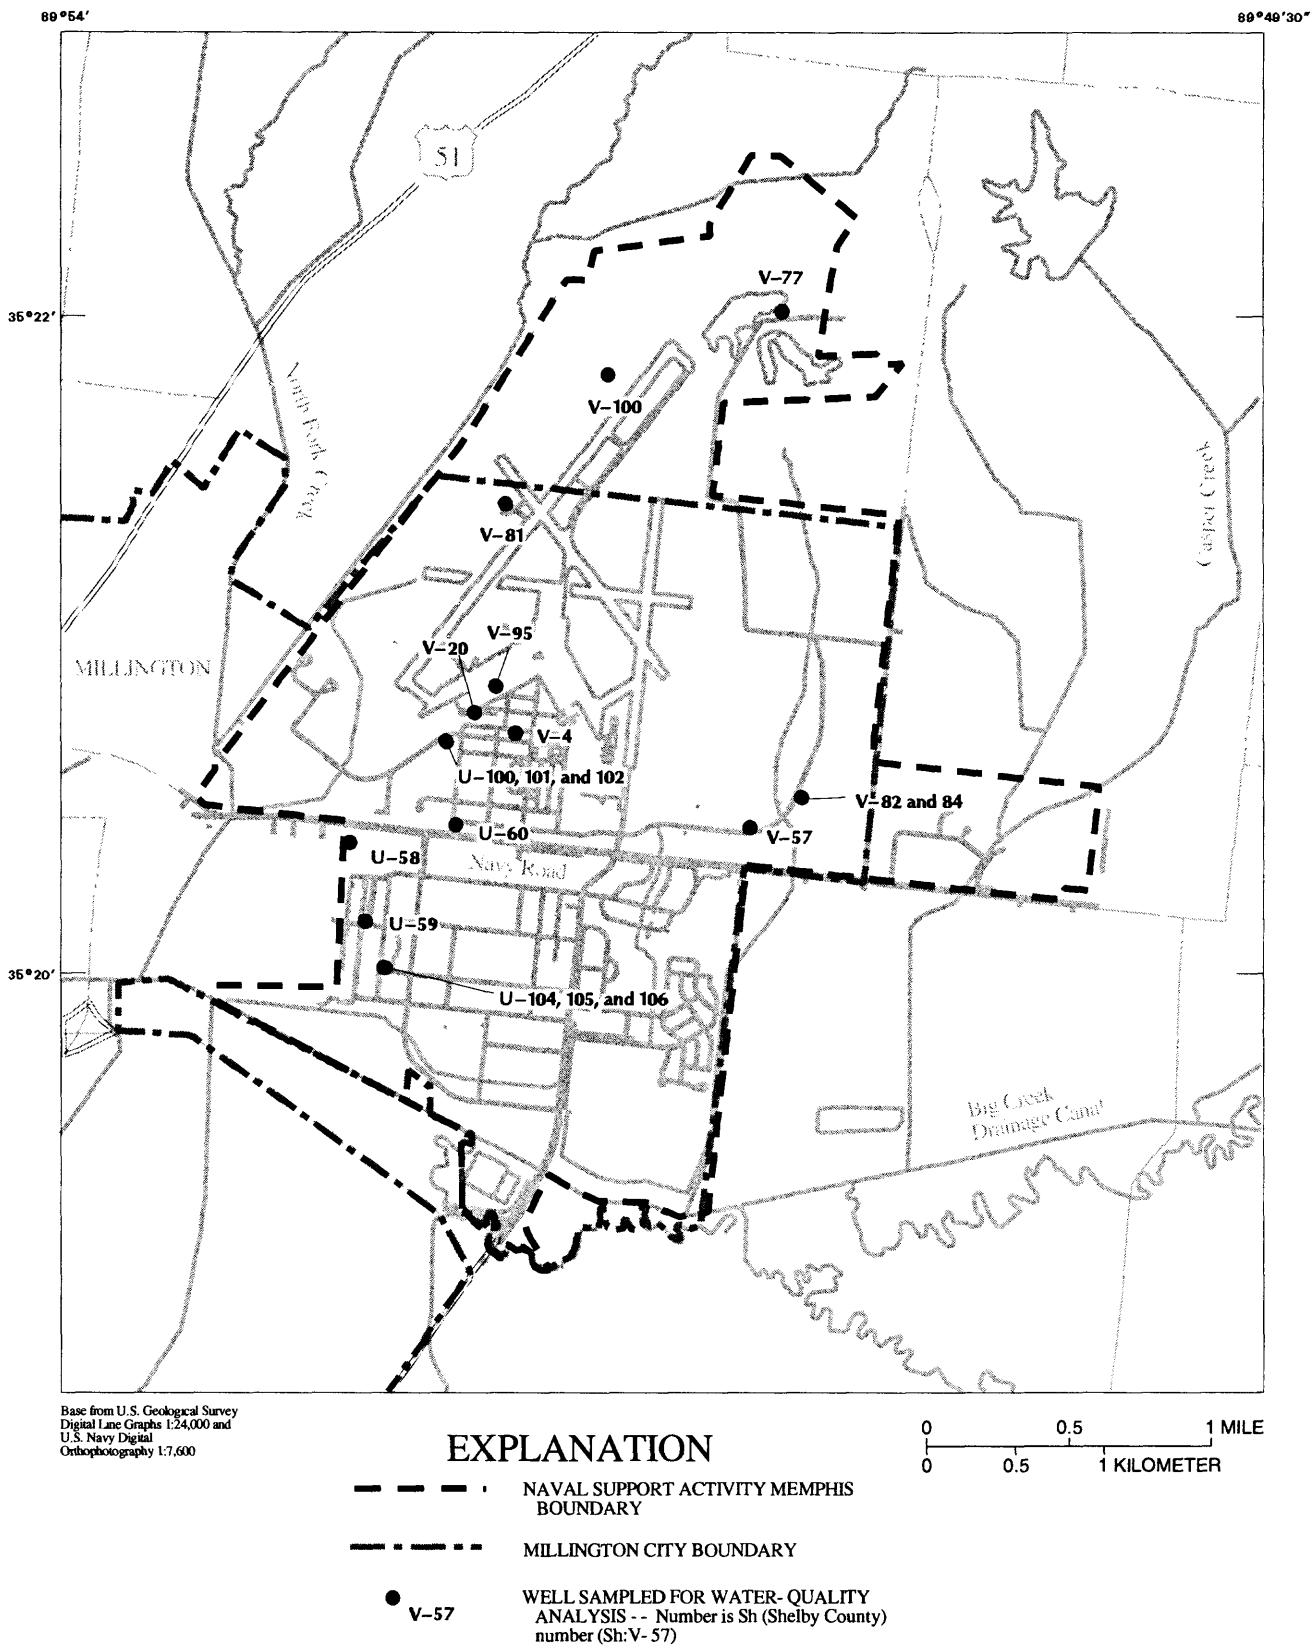 89°54′
89°49′30″
51
V-77
35°22′
V-100
North Fork Creek
Casper Creek
V-81
V-95
V-20
MILLINGTON
V-4
U-100, 101, and 102
V-82 and 84
U-60
V-57
U-58
Navy Road
U-59
35°20′
U-104, 105, and 106
Big Creek
Drainage Canal
Base from U.S. Geological Survey
Digital Line Graphs 1:24,000 and
U.S. Navy Digital
Orthophotography 1:7,600
EXPLANATION
0 0.5 1 MILE
0 0.5 1 KILOMETER
NAVAL SUPPORT ACTIVITY MEMPHIS
BOUNDARY
MILLINGTON CITY BOUNDARY
V-57
WELL SAMPLED FOR WATER- QUALITY
ANALYSIS - - Number is Sh (Shelby County)
number (Sh:V- 57)